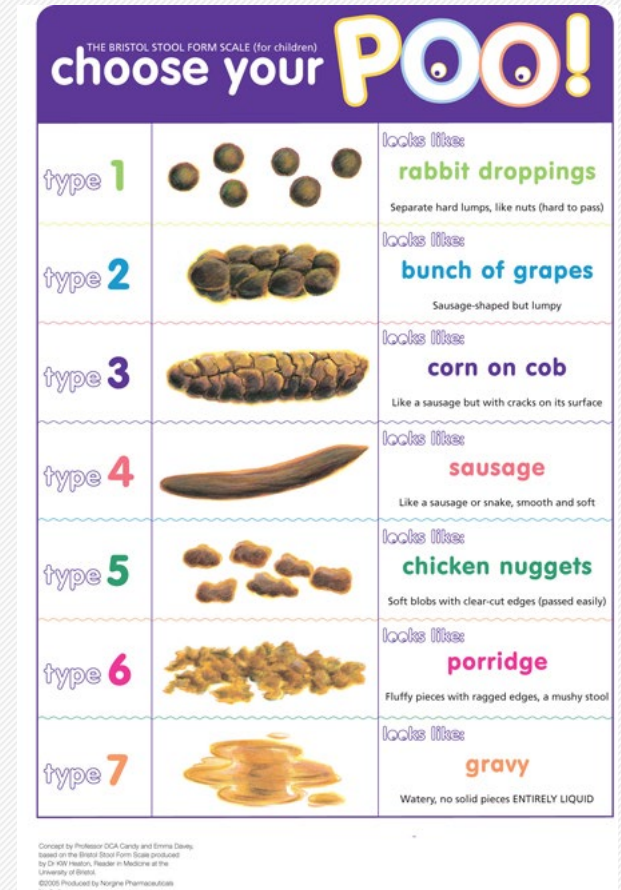 THE BRISTOL STOOL FORM SCALE (for children)
choose your POO!
type 1
looks like:
rabbit droppings
Separate hard lumps, like nuts (hard to pass)
type 2
looks like:
bunch of grapes
Sausage-shaped but lumpy
type 3
looks like:
corn on cob
Like a sausage but with cracks on its surface
type 4
looks like:
sausage
Like a sausage or snake, smooth and soft
type 5
looks like:
chicken nuggets
Soft blobs with clear-cut edges (passed easily)
type 6
looks like:
porridge
Fluffy pieces with ragged edges, a mushy stool
type 7
looks like:
gravy
Watery, no solid pieces ENTIRELY LIQUID
Concept by Professor DCA Candy and Emma Davey,
based on the Bristol Stool Form Scale produced
by Dr KW Heaton, Reader in Medicine at the
University of Bristol.
©2005 Produced by Norgine Pharmaceuticals